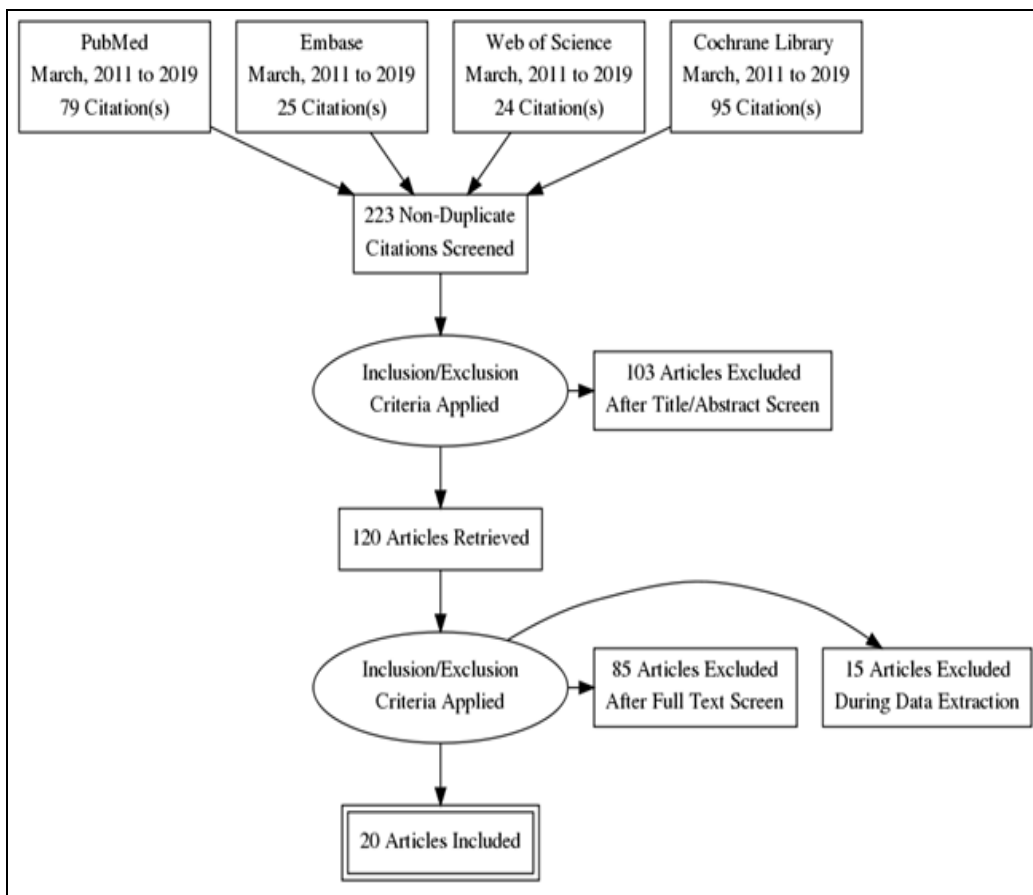 PubMed
March, 2011 to 2019
79 Citation(s)
Embase
March, 2011 to 2019
25 Citation(s)
Web of Science
March, 2011 to 2019
24 Citation(s)
Cochrane Library
March, 2011 to 2019
95 Citation(s)
223 Non-Duplicate
Citations Screened
Inclusion/Exclusion
Criteria Applied
103 Articles Excluded
After Title/Abstract Screen
120 Articles Retrieved
Inclusion/Exclusion
Criteria Applied
85 Articles Excluded
After Full Text Screen
15 Articles Excluded
During Data Extraction
20 Articles Included